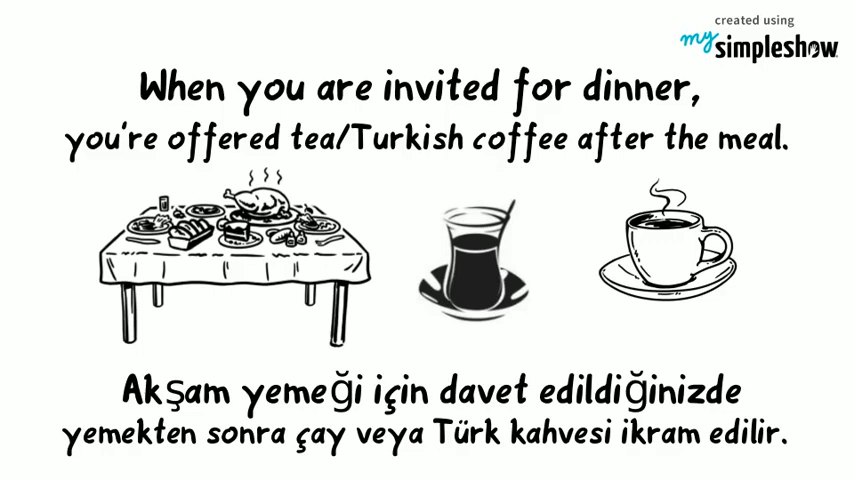 created using
my simpleshow
When you are invited for dinner,
you're offered tea/Turkish coffee after the meal.
Akşam yemeği için davet edildiğinizde
yemekten sonra çay veya Türk kahvesi ikram edilir.